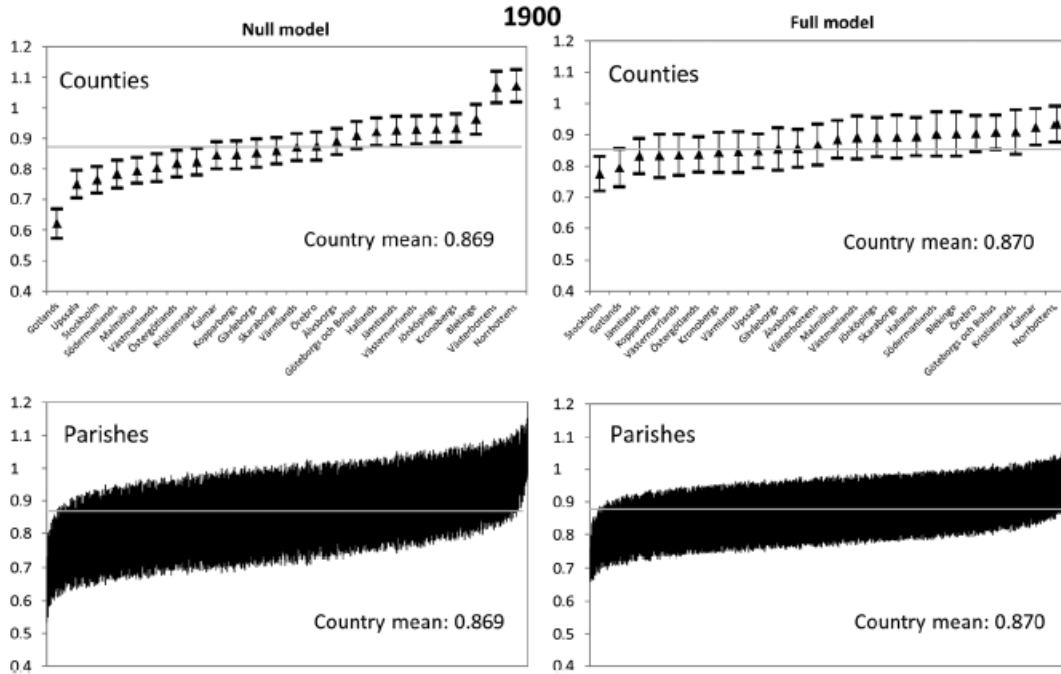 1900
Null model
Full model
1.2
1.1
1
0.9
0.8
0.7
0.6
0.5
0.4
Counties
Country mean: 0.869
Gotlands
Uppsala
Stockholm
Södermanlands
Malmöhus
Västmanlands
Östergötlands
Kristianstads
Kalmar
Kopparbergs
Gävleborgs
Skaraborgs
Värmlands
Örebro
Älvsborgs
Göteborgs och Bohus
Hallands
Jämtlands
Västernorrlands
Jönköpings
Kronobergs
Blekinge
Västerbottens
Norrbottens
1.2
1.1
1
0.9
0.8
0.7
0.6
0.5
0.4
Counties
Country mean: 0.870
Stockholm
Gotlands
Jämtlands
Kopparbergs
Västernorrlands
Östergötlands
Kronobergs
Värmlands
Uppsala
Gävleborgs
Älvsborgs
Västerbottens
Malmöhus
Västmanlands
Jönköpings
Skaraborgs
Hallands
Södermanlands
Blekinge
Örebro
Göteborgs och Bohus
Kristianstads
Kalmar
Norrbottens
1.2
1.1
1
0.9
0.8
0.7
0.6
0.5
0.4
Parishes
Country mean: 0.869
1.2
1.1
1
0.9
0.8
0.7
0.6
0.5
0.4
Parishes
Country mean: 0.870